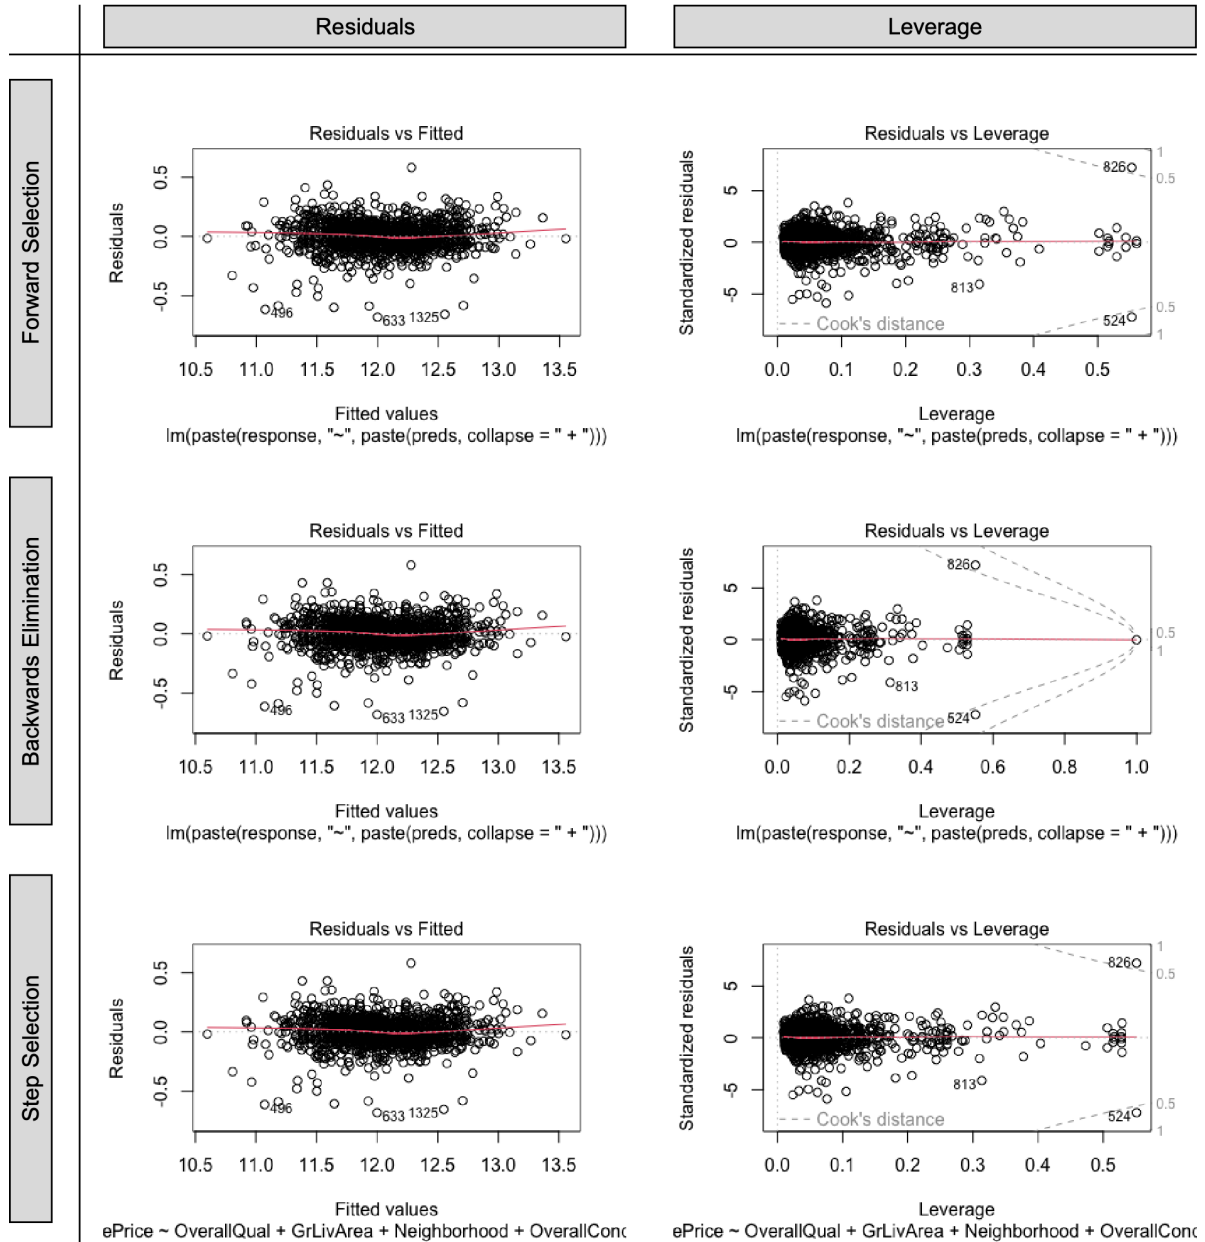 Residuals
Leverage
Forward Selection
Residuals vs Fitted
Residuals
0.5
0.0
-0.5
496
633
1325
10.5 11.0 11.5 12.0 12.5 13.0 13.5
Fitted values
lm(paste(response, "~", paste(preds, collapse = " + ")))
Residuals vs Leverage
Standardized residuals
5
0
-5
826
813
524
Cook's distance
1
0.5
0.5
1
0.0 0.1 0.2 0.3 0.4 0.5
Leverage
lm(paste(response, "~", paste(preds, collapse = " + ")))
Backwards Elimination
Residuals vs Fitted
Residuals
0.5
0.0
-0.5
496
633
1325
10.5 11.0 11.5 12.0 12.5 13.0 13.5
Fitted values
lm(paste(response, "~", paste(preds, collapse = " + ")))
Residuals vs Leverage
Standardized residuals
5
0
-5
826
813
524
Cook's distance
0.5
1
0.0 0.2 0.4 0.6 0.8 1.0
Leverage
lm(paste(response, "~", paste(preds, collapse = " + ")))
Step Selection
Residuals vs Fitted
Residuals
0.5
0.0
-0.5
496
633
1325
10.5 11.0 11.5 12.0 12.5 13.0 13.5
Fitted values
ePrice ~ OverallQual + GrLivArea + Neighborhood + OverallConc
Residuals vs Leverage
Standardized residuals
5
0
-5
826
813
524
Cook's distance
1
0.5
0.5
1
0.0 0.1 0.2 0.3 0.4 0.5
Leverage
ePrice ~ OverallQual + GrLivArea + Neighborhood + OverallConc